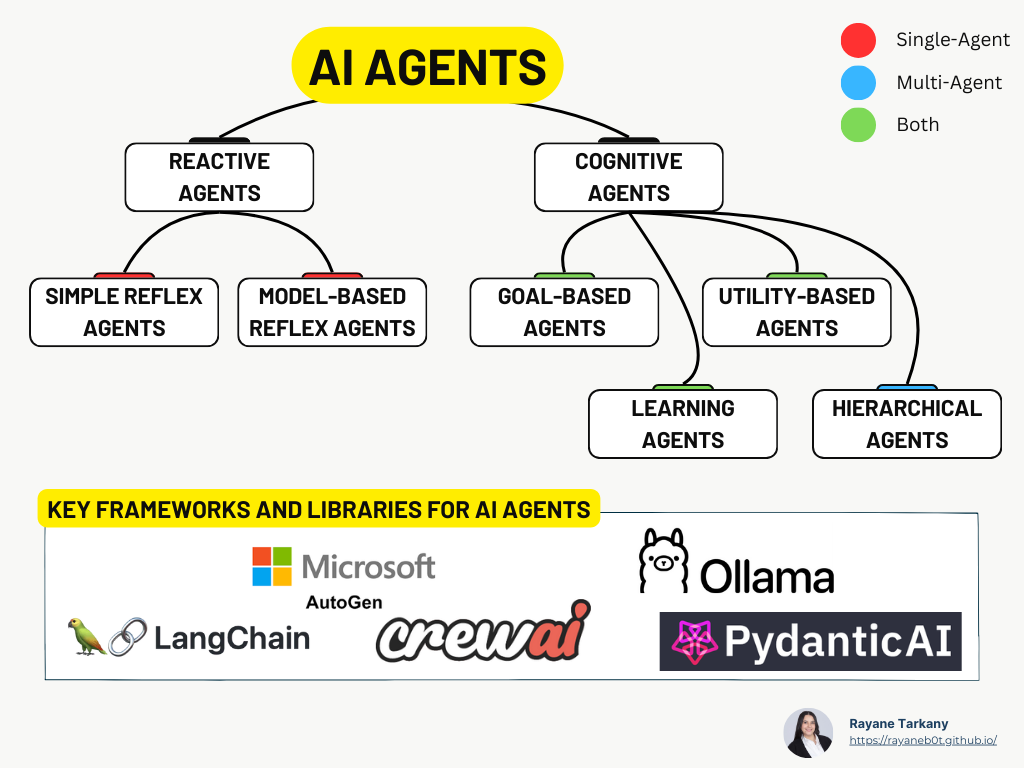 AI AGENTS
Single-Agent
Multi-Agent
Both
REACTIVE
AGENTS
COGNITIVE
AGENTS
SIMPLE REFLEX
AGENTS
MODEL-BASED
REFLEX AGENTS
GOAL-BASED
AGENTS
UTILITY-BASED
AGENTS
LEARNING
AGENTS
HIERARCHICAL
AGENTS
KEY FRAMEWORKS AND LIBRARIES FOR AI AGENTS
Microsoft
AutoGen
Ollama
LangChain
crewai
PydanticAI
Rayane Tarkany
https://rayaneb0t.github.io/